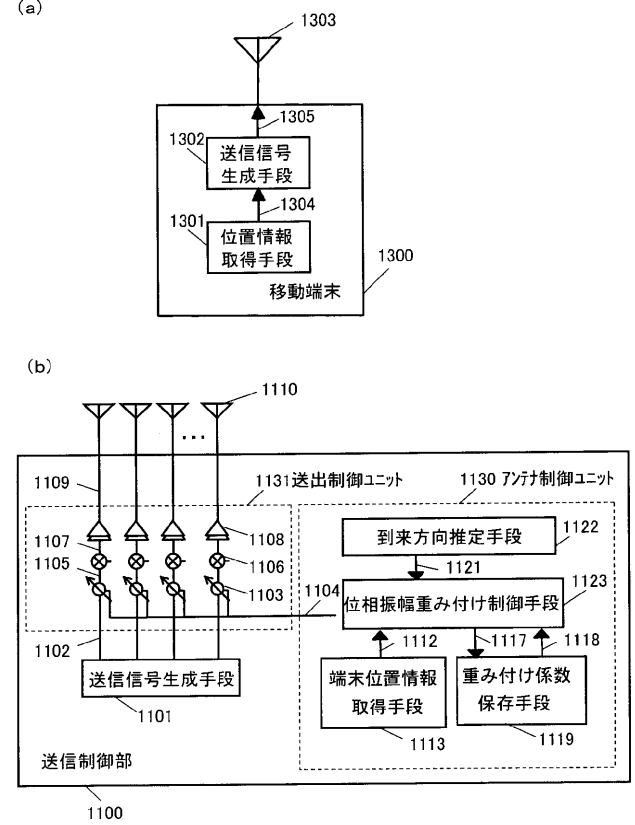 (a)
1303
1305
1302
送信信号
生成手段
1304
1301
位置情報
取得手段
1300
移動端末
(b)
1110
...
1131送出制御ユニット
1130 アンテナ制御ユニット
1109
1107
1108
到来方向推定手段
1122
1105
1106
1121
1123
1103
1104
位相振幅重み付け制御手段
1102
1112
1117
1118
送信信号生成手段
端末位置情報
取得手段
重み付け係数
保存手段
1101
1113
1119
送信制御部
1100